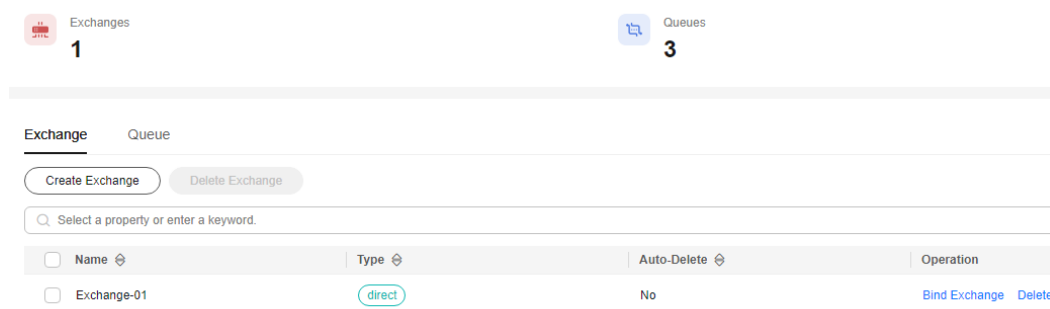 Exchanges
1
Queues
3
Exchange Queue
Create Exchange Delete Exchange
Select a property or enter a keyword.
Name Type Auto-Delete Operation
Exchange-01 direct No Bind Exchange Delete